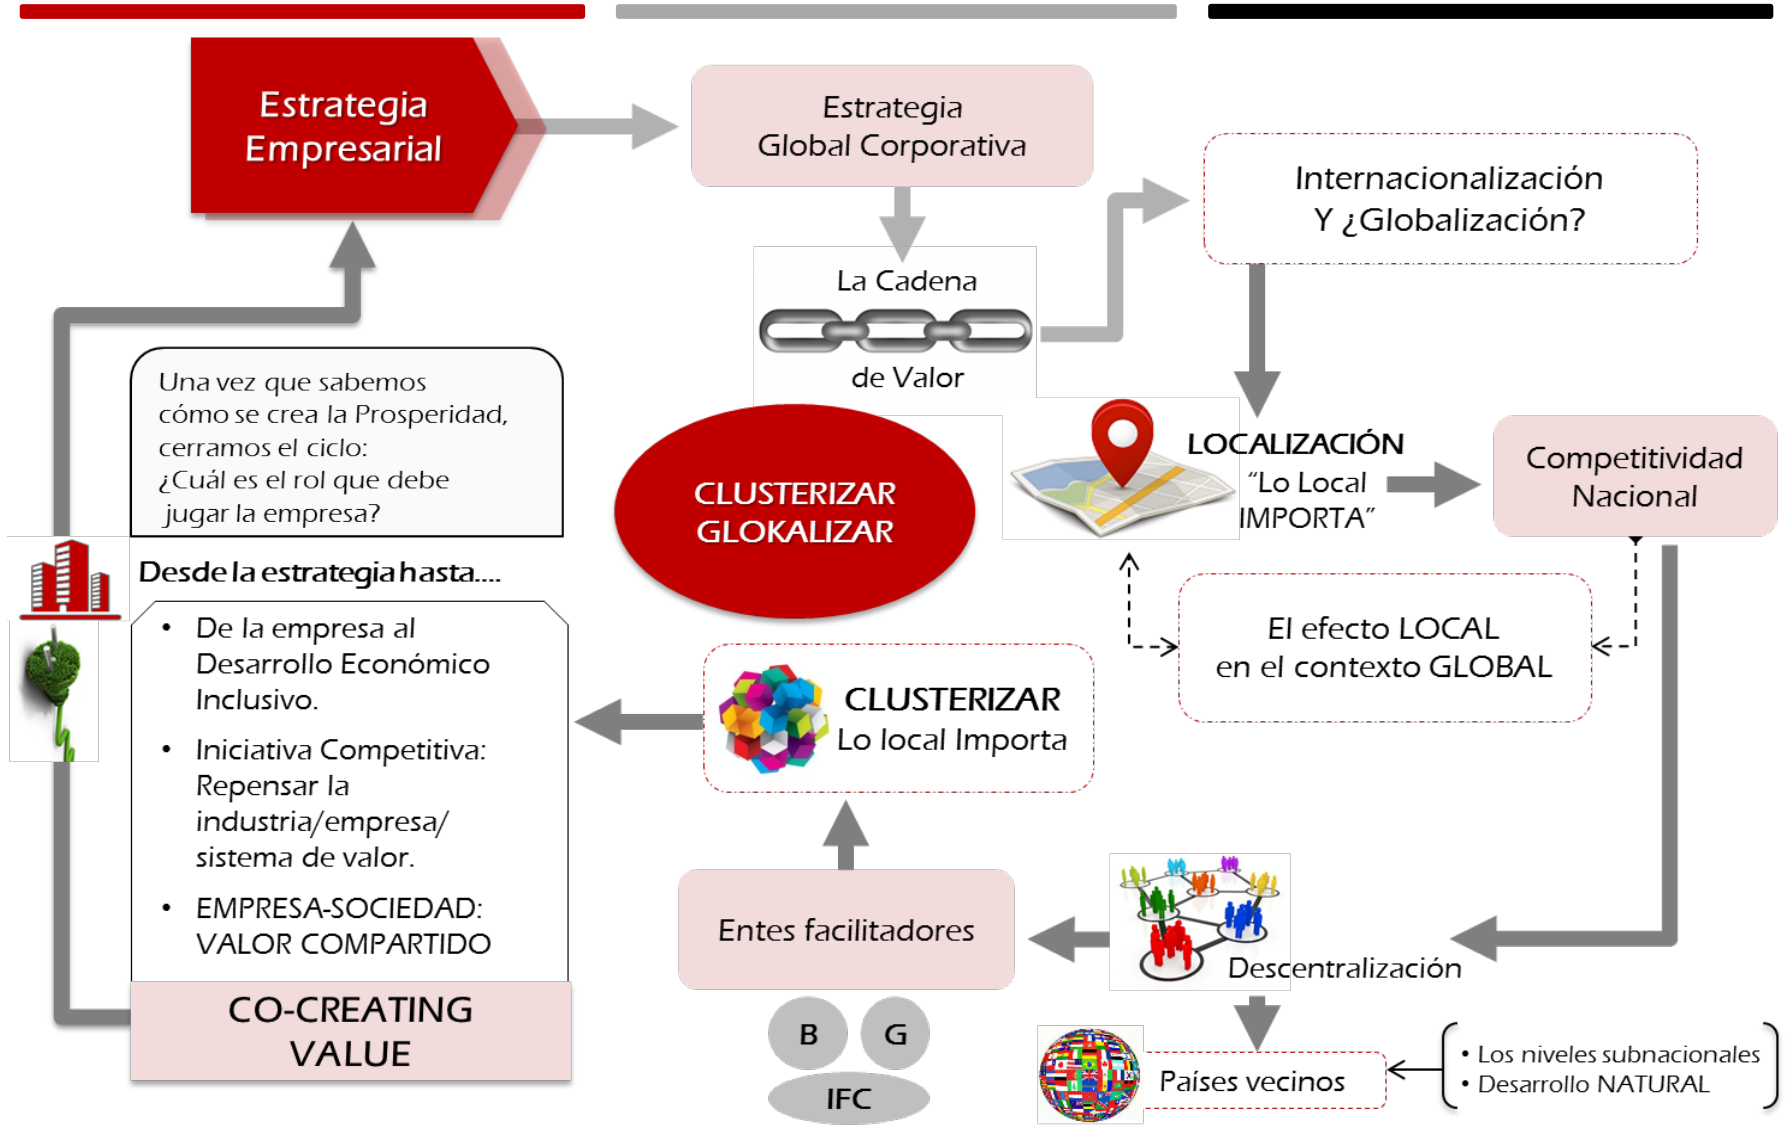 Estrategia
Empresarial
Estrategia
Global Corporativa
Internacionalización
Y ¿Globalización?
La Cadena
de Valor
LOCALIZACIÓN
“Lo Local
IMPORTA”
Competitividad
Nacional
Una vez que sabemos
cómo se crea la Prosperidad,
cerramos el ciclo:
¿Cuál es el rol que debe
jugar la empresa?
CLUSTERIZAR
GLOKALIZAR
Desde la estrategia hasta....
• De la empresa al
Desarrollo Económico
Inclusivo.
• Iniciativa Competitiva:
Repensar la
industria/empresa/
sistema de valor.
• EMPRESA-SOCIEDAD:
VALOR COMPARTIDO
CO-CREATING
VALUE
El efecto LOCAL
en el contexto GLOBAL
CLUSTERIZAR
Lo local Importa
Entes facilitadores
B
G
IFC
Descentralización
Países vecinos
• Los niveles subnacionales
• Desarrollo NATURAL